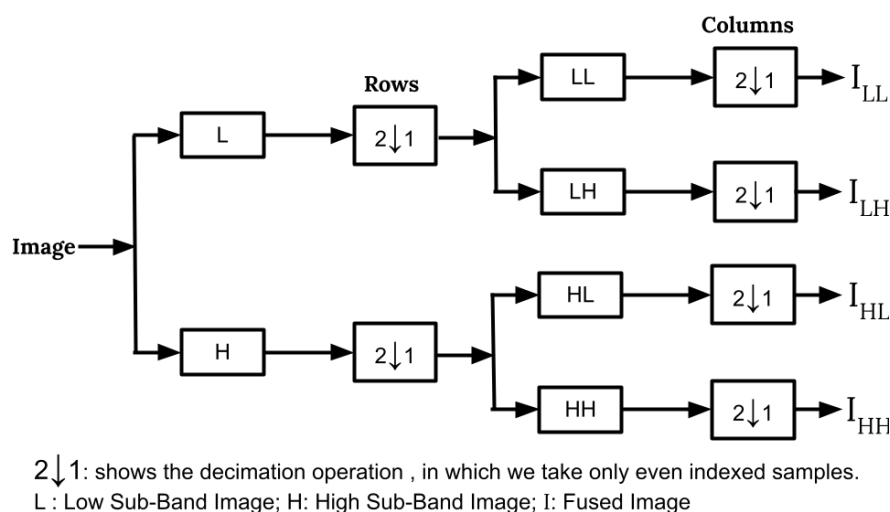 Columns
Rows
LL
2↓1
I_LL
L
2↓1
LH
2↓1
I_LH
Image
HL
2↓1
I_HL
H
2↓1
HH
2↓1
I_HH
2↓1: shows the decimation operation , in which we take only even indexed samples.
L : Low Sub-Band Image; H: High Sub-Band Image; I: Fused Image